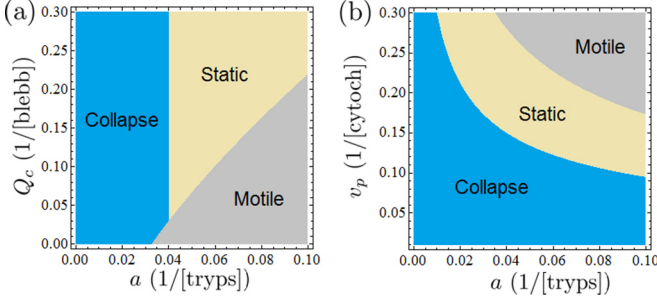 (a)
Q_c (1/[blebb])
0.30
0.25
0.20
0.15
0.10
0.05
0.00
Collapse
Static
Motile
0.00 0.02 0.04 0.06 0.08 0.10
a (1/[tryps])
(b)
v_p (1/[cytoch])
0.30
0.25
0.20
0.15
0.10
0.05
Motile
Static
Collapse
0.00 0.02 0.04 0.06 0.08 0.10
a (1/[tryps])